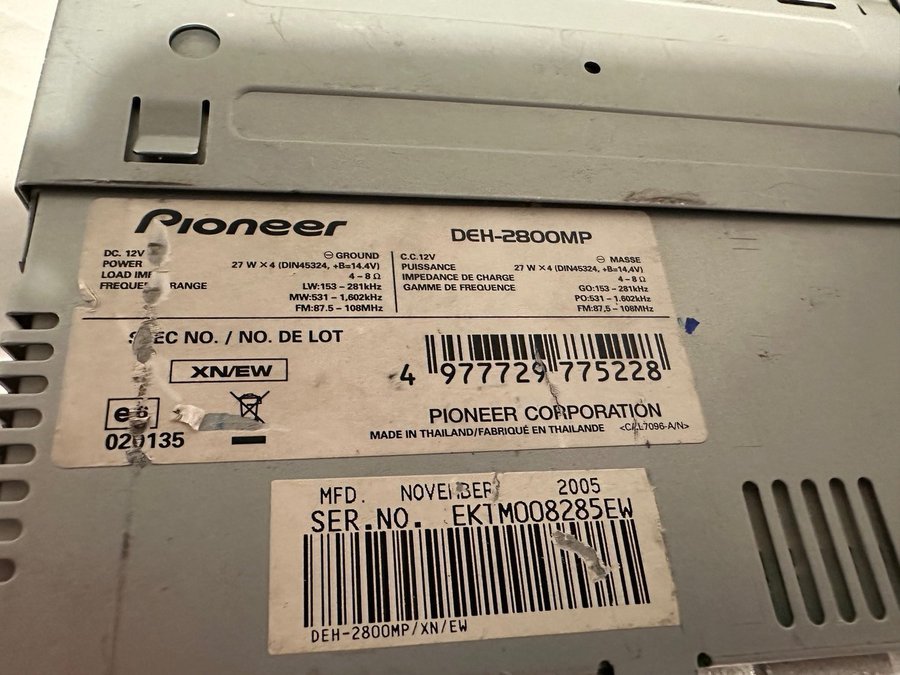 Pioneer
DEH-2800MP
DC. 12V ⊖ GROUND
POWER 27 W × 4 (DIN45324, +B=14.4V)
LOAD 4 – 8 Ω
RANGE LW:153 – 281kHz
MW:531 – 1,602kHz
FM:87.5 – 108MHz
C.C.12V ⊖ MASSE
PUISSANCE 27 W × 4 (DIN45324, +B=14,4V)
IMPEDANCE DE CHARGE 4 – 8 Ω
GAMME DE FREQUENCE GO:153 – 281kHz
PO:531 – 1.602kHz
FM:87,5 – 108MHz
NO. / NO. DE LOT
XN/EW
4 977729 775228
PIONEER CORPORATION
MADE IN THAILAND/FABRIQUÉ EN THAILANDE
MFD. NOVEMBER 2005
SER.NO. EKTM008285EW
DEH-2800MP/XN/EW